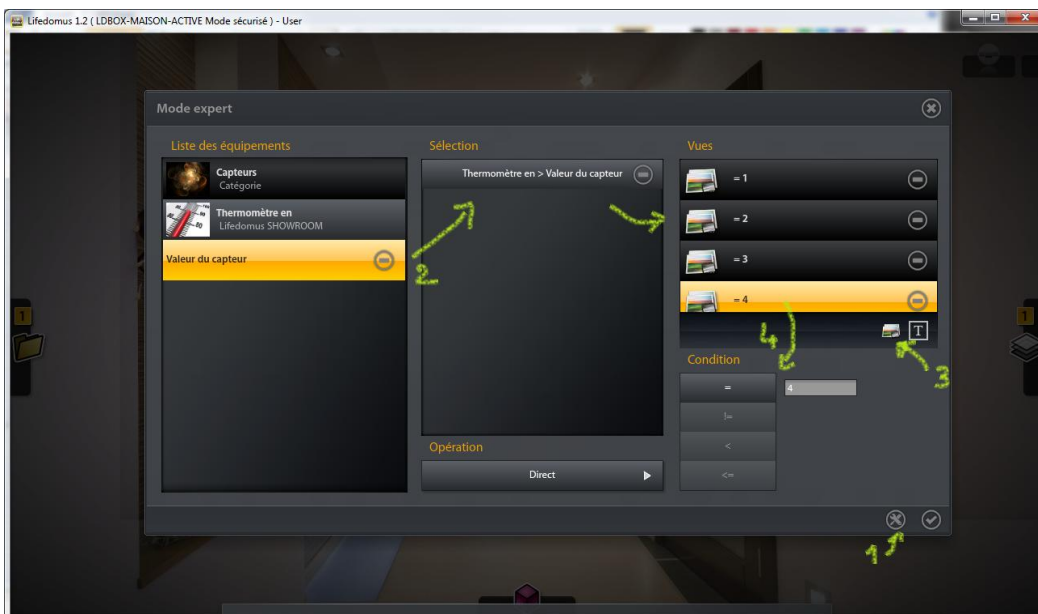 Lifedomus 1.2 ( LDBOX-MAISON-ACTIVE Mode sécurisé ) - User
Mode expert
Liste des équipements
Capteurs
Catégorie
Thermomètre en
Lifedomus SHOWROOM
Valeur du capteur
2
Sélection
Thermomètre en > Valeur du capteur
Opération
Direct
Vues
= 1
= 2
= 3
= 4
T
4
3
Condition
=
4
!=
<
<=
1
1
1